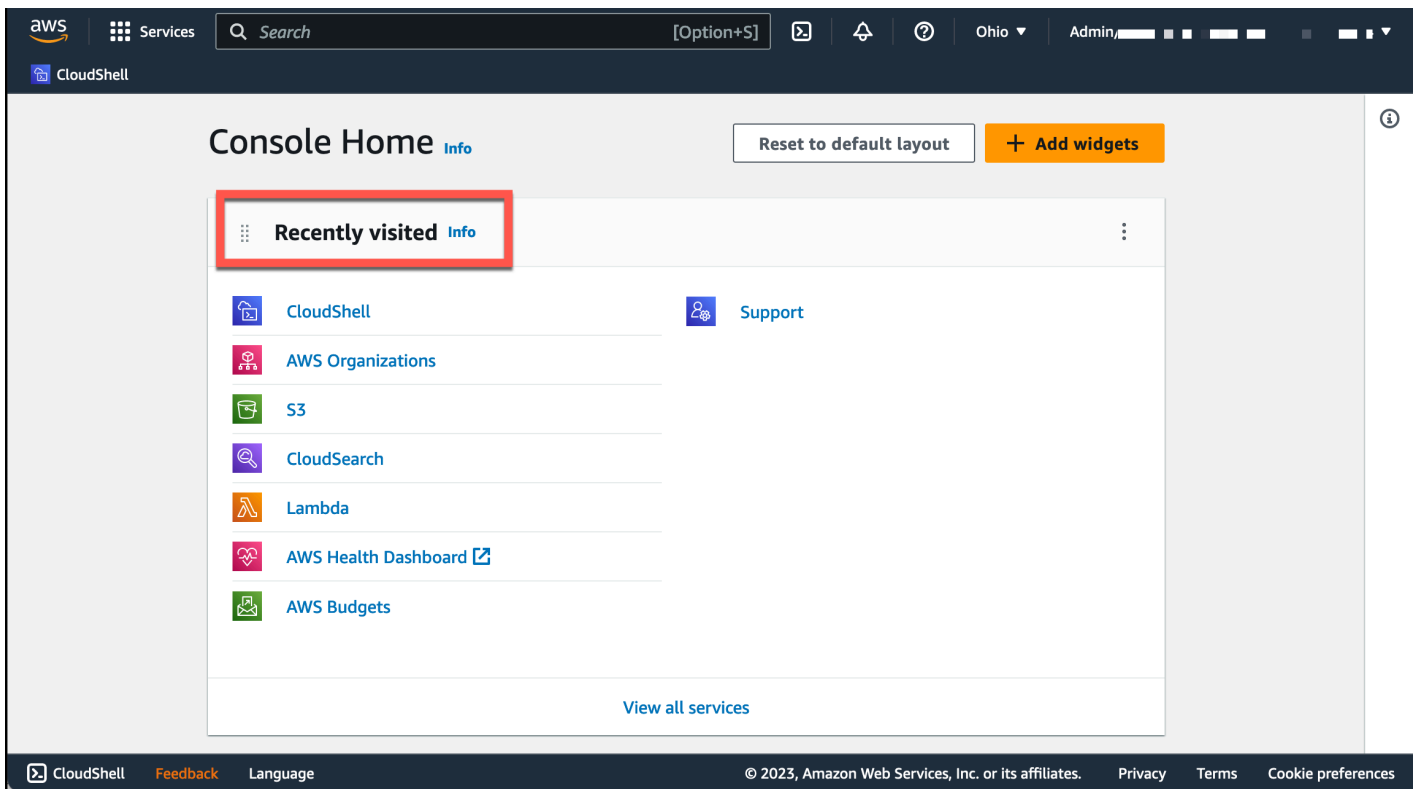 aws Services Search [Option+S] Ohio Admin/
CloudShell
Console Home Info Reset to default layout + Add widgets
Recently visited Info
CloudShell Support
AWS Organizations
S3
CloudSearch
Lambda
AWS Health Dashboard
AWS Budgets
View all services
CloudShell Feedback Language © 2023, Amazon Web Services, Inc. or its affiliates. Privacy Terms Cookie preferences